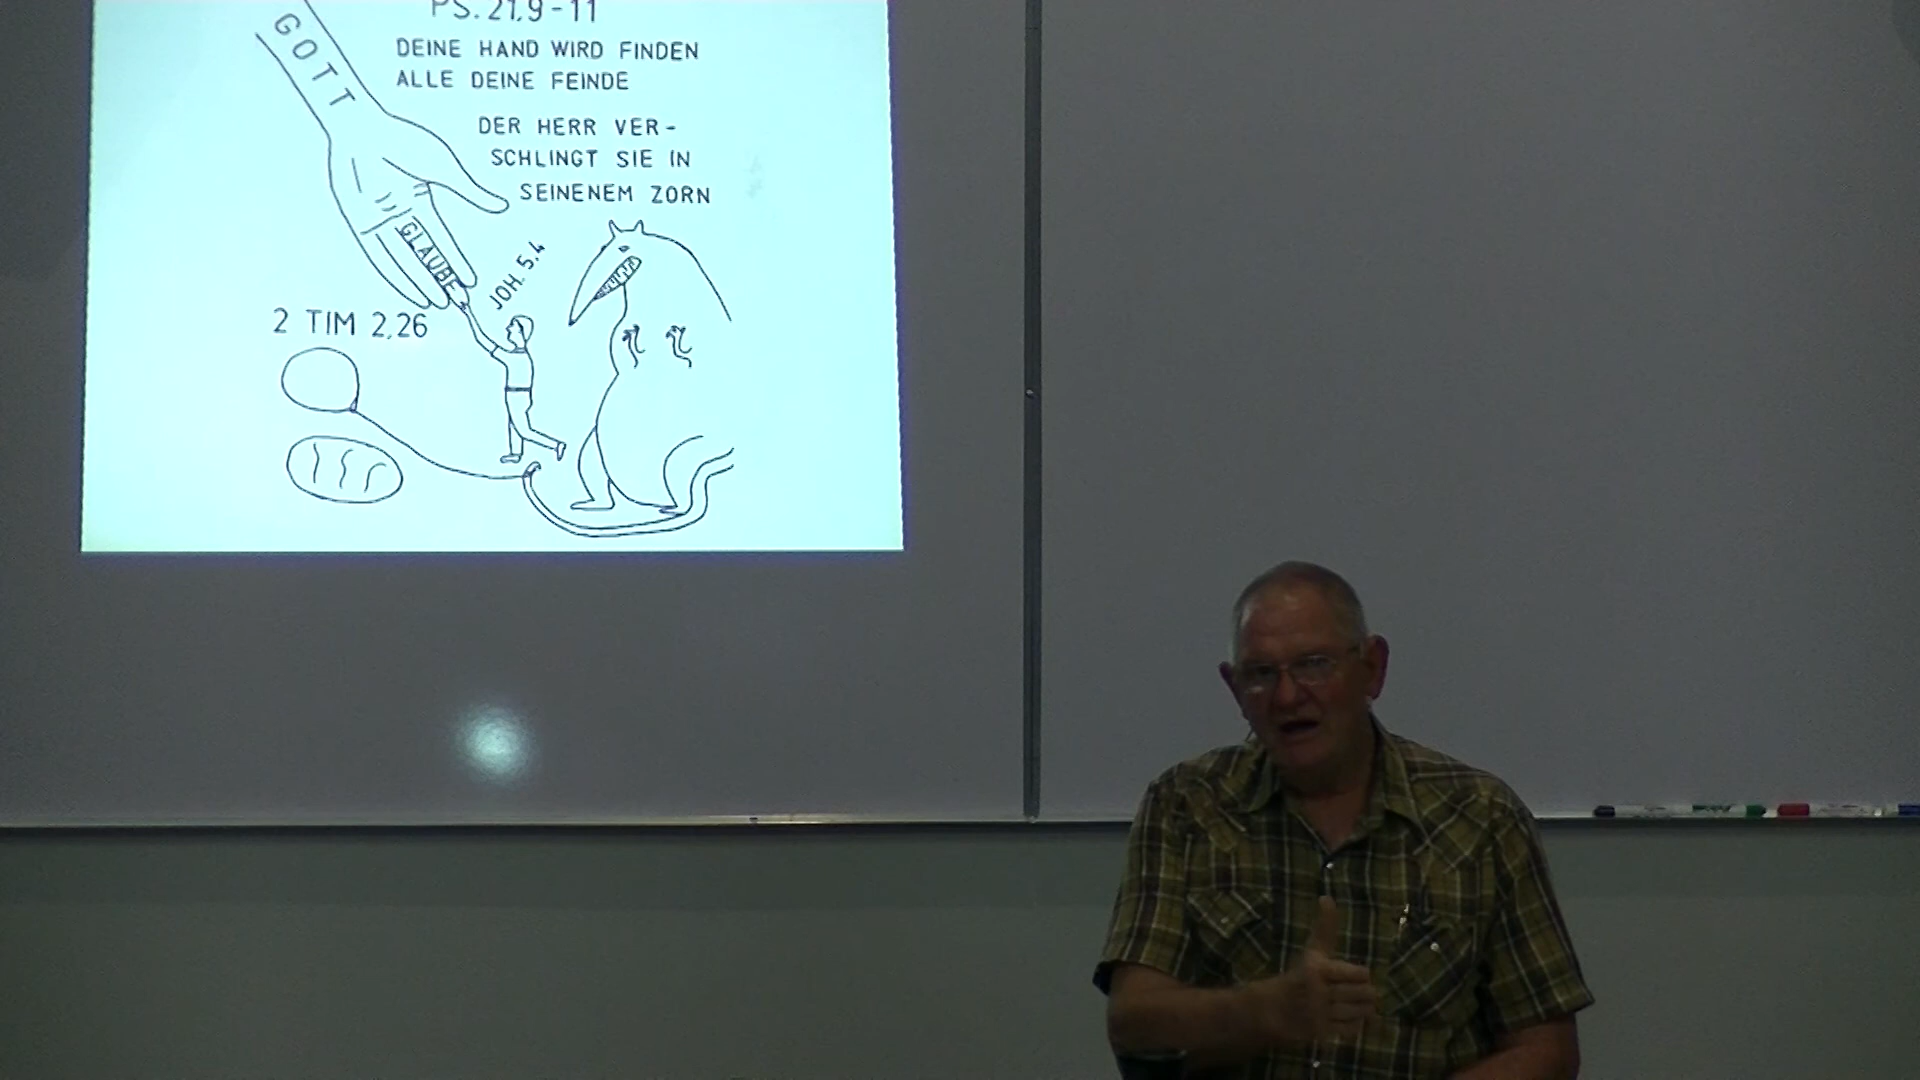 GOTT
PS. 21,9-11
DEINE HAND WIRD FINDEN
ALLE DEINE FEINDE
DER HERR VER-
SCHLINGT SIE IN
SEINENEM ZORN
GLAUBE
JOH. 5.4
2 TIM 2,26